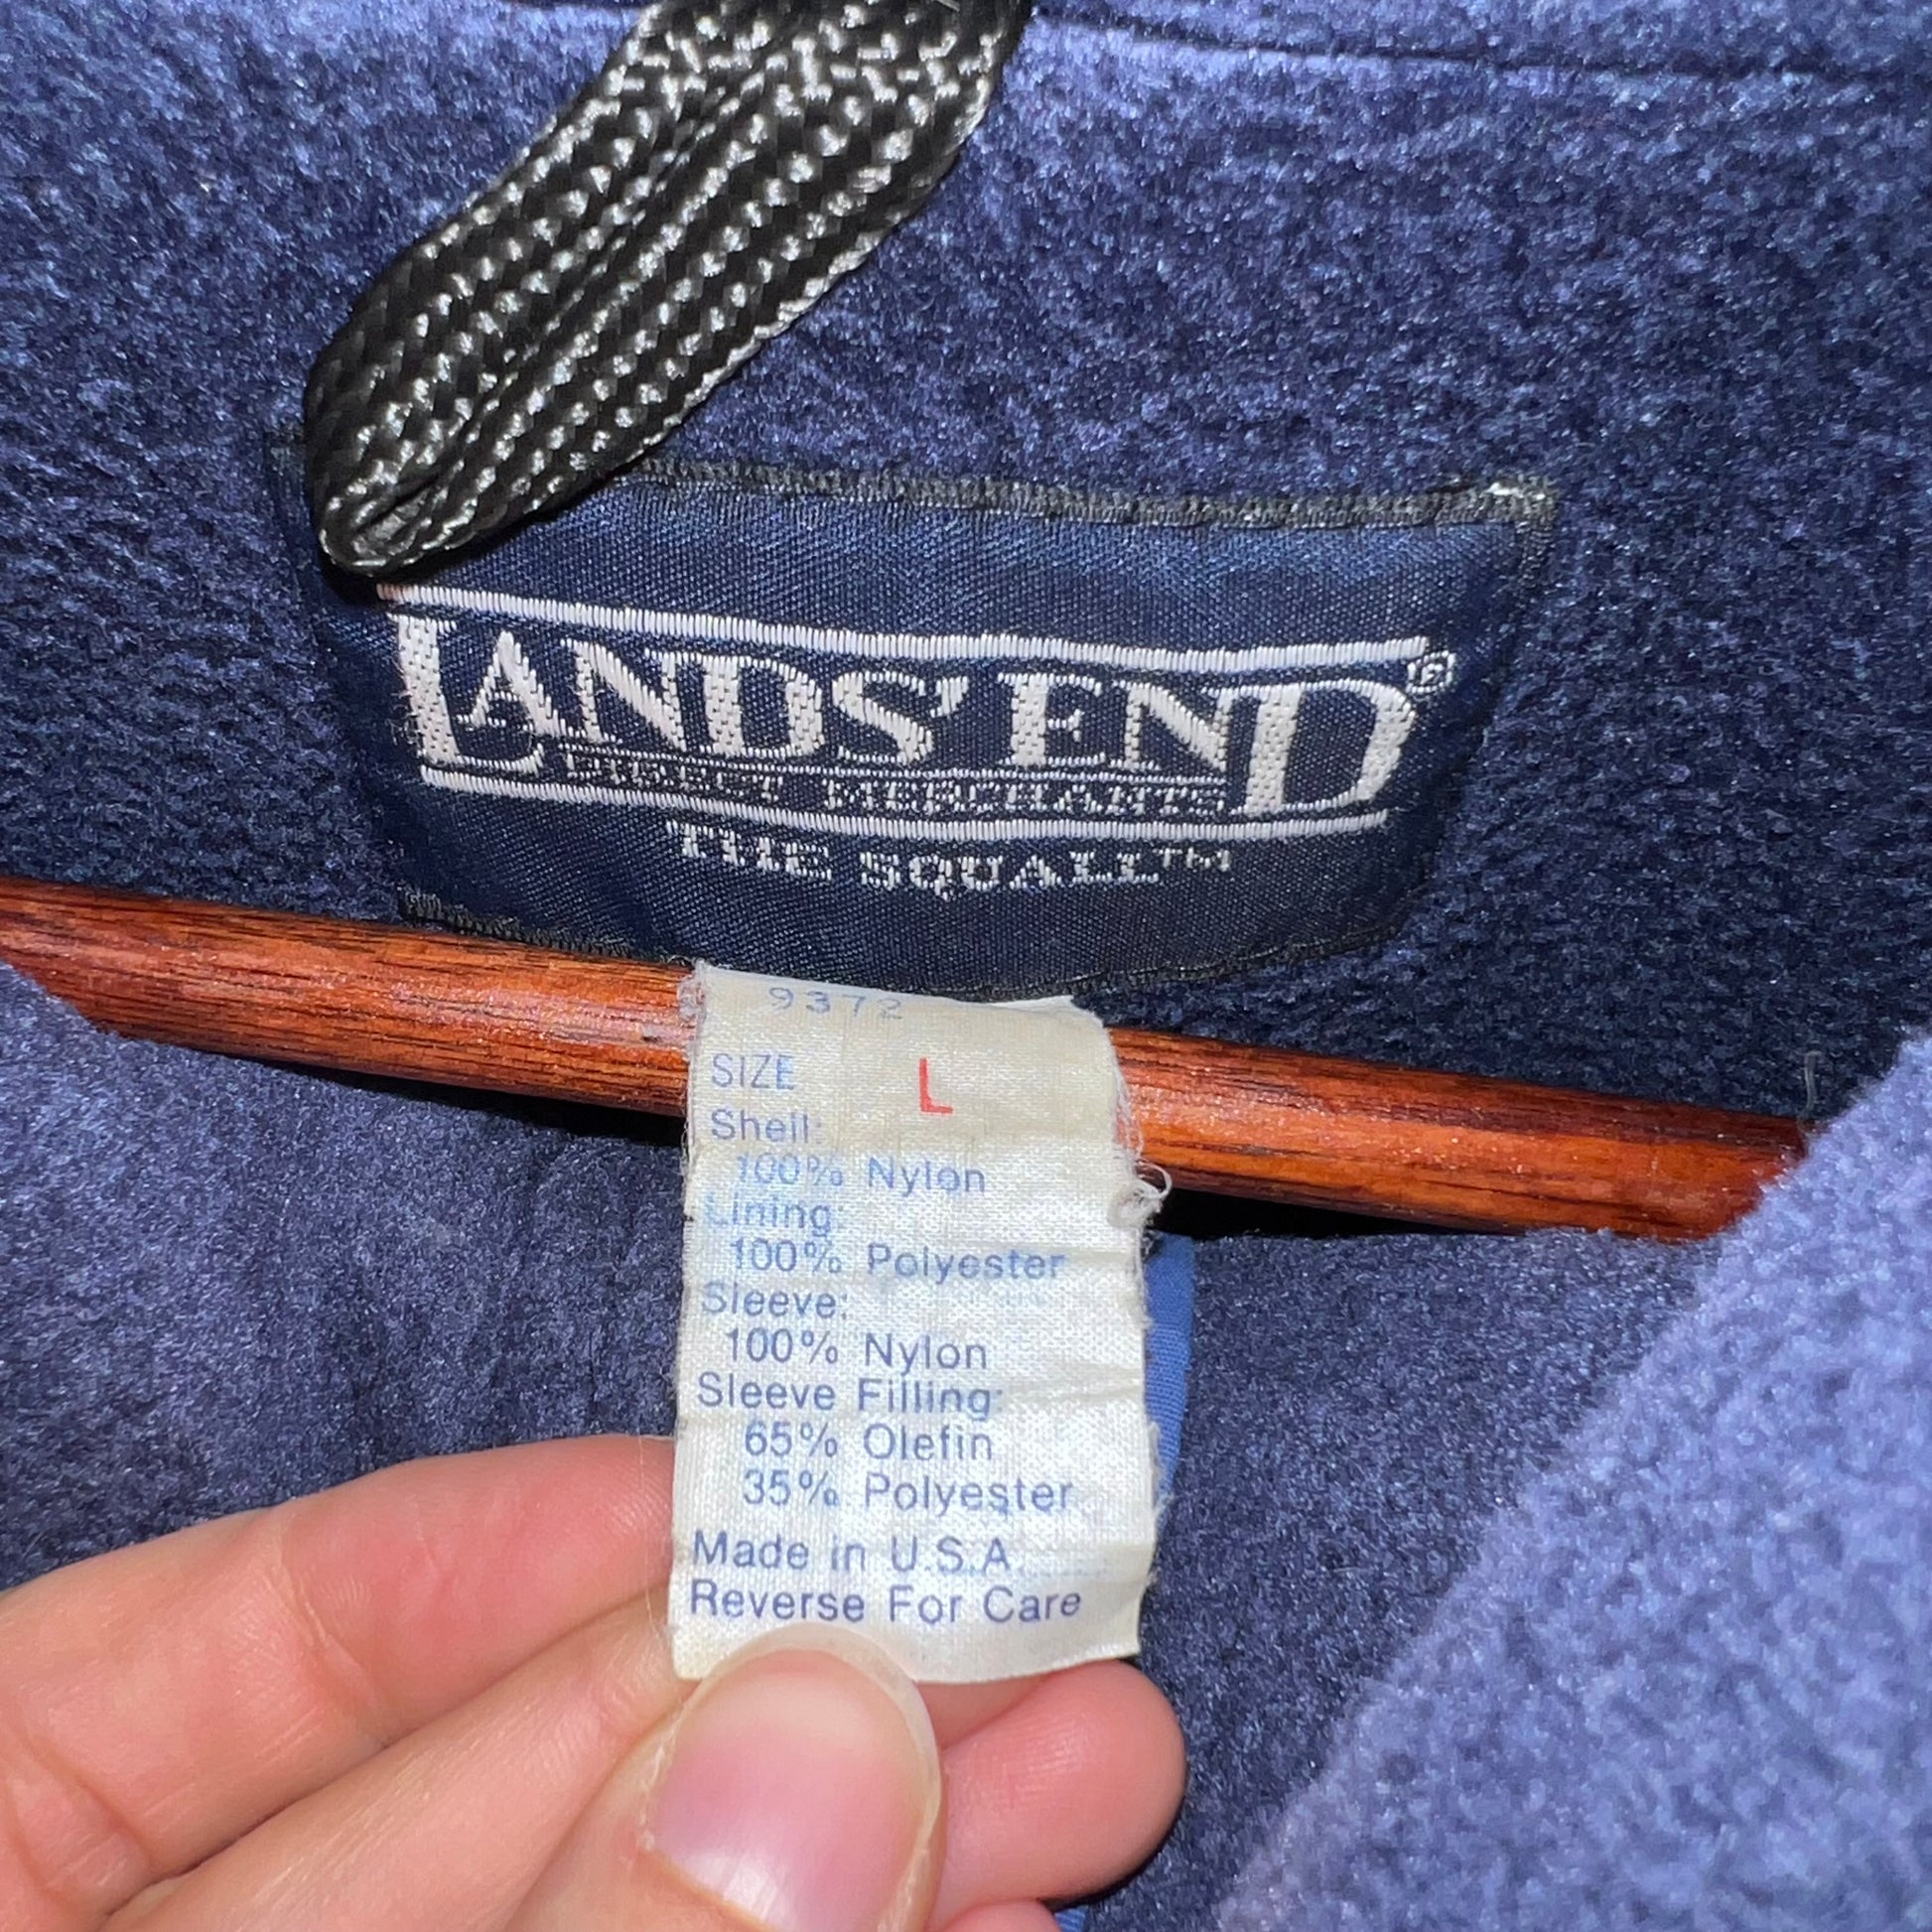 LANDS' END®
DIRECT MERCHANTS
THE SQUALL™
9372
SIZE L
Shell:
100% Nylon
Lining:
100% Polyester
Sleeve:
100% Nylon
Sleeve Filling:
65% Olefin
35% Polyester
Made in U.S.A.
Reverse For Care